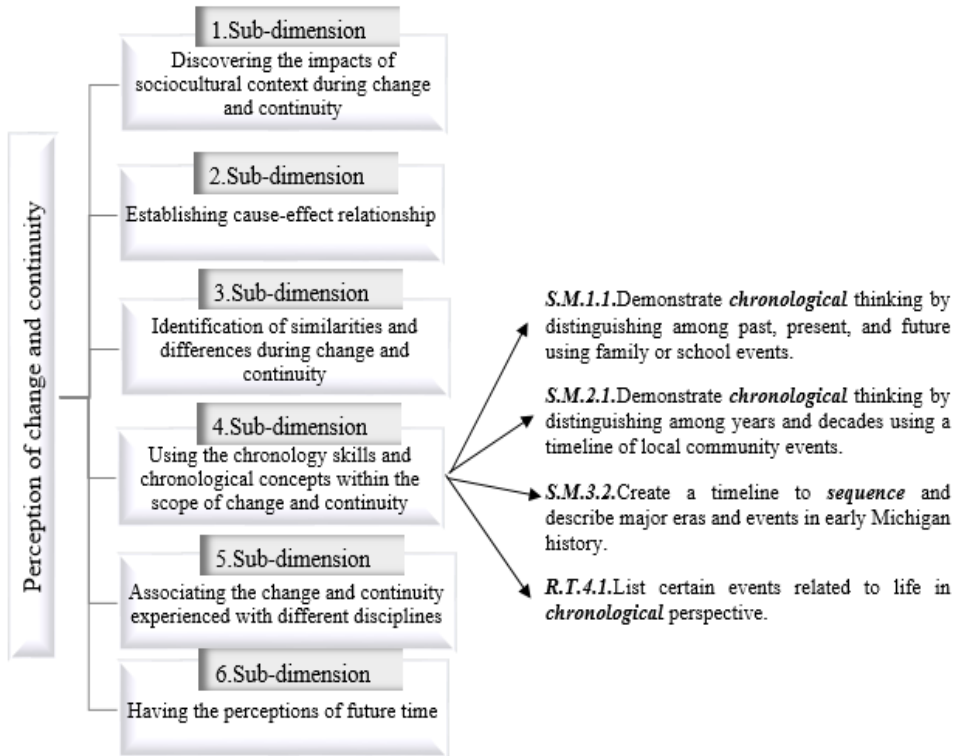 Perception of change and continuity
1.Sub-dimension
Discovering the impacts of
sociocultural context during change
and continuity
2.Sub-dimension
Establishing cause-effect relationship
3.Sub-dimension
Identification of similarities and
differences during change and
continuity
4.Sub-dimension
Using the chronology skills and
chronological concepts within the
scope of change and continuity
5.Sub-dimension
Associating the change and continuity
experienced with different disciplines
6.Sub-dimension
Having the perceptions of future time
S.M.1.1.Demonstrate chronological thinking by
distinguishing among past, present, and future
using family or school events.
S.M.2.1.Demonstrate chronological thinking by
distinguishing among years and decades using a
timeline of local community events.
S.M.3.2.Create a timeline to sequence and
describe major eras and events in early Michigan
history.
R.T.4.1.List certain events related to life in
chronological perspective.